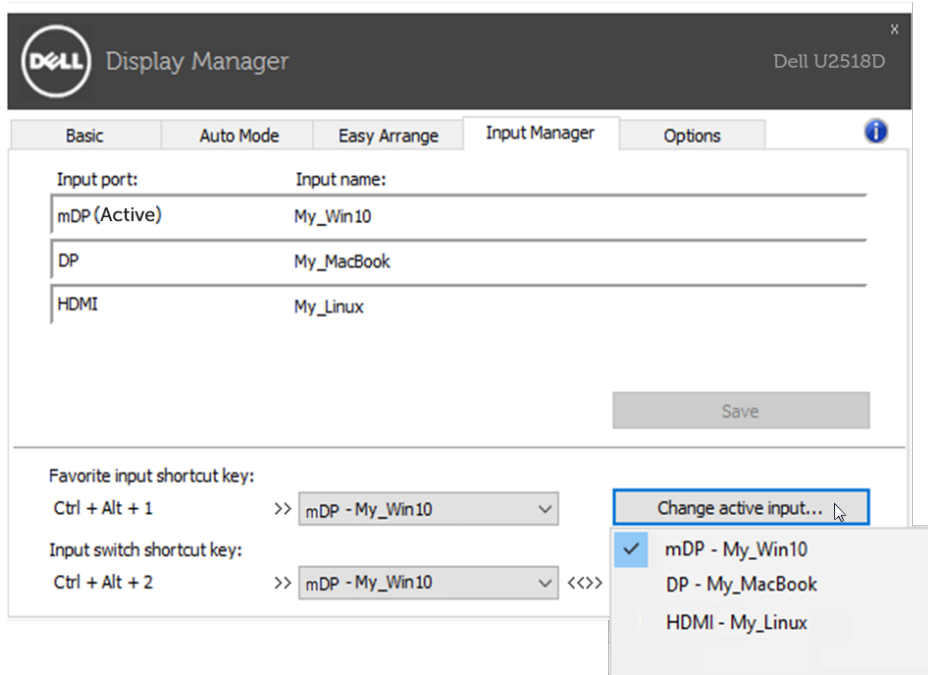 DELL Display Manager Dell U2518D X
Basic Auto Mode Easy Arrange Input Manager Options i
Input port: Input name:
mDP (Active) My_Win10
DP My_MacBook
HDMI My_Linux
Save
Favorite input shortcut key:
Ctrl + Alt + 1 >> mDP - My_Win10 Change active input...
Input switch shortcut key:
Ctrl + Alt + 2 >> mDP - My_Win10 <<>>
mDP - My_Win10
DP - My_MacBook
HDMI - My_Linux